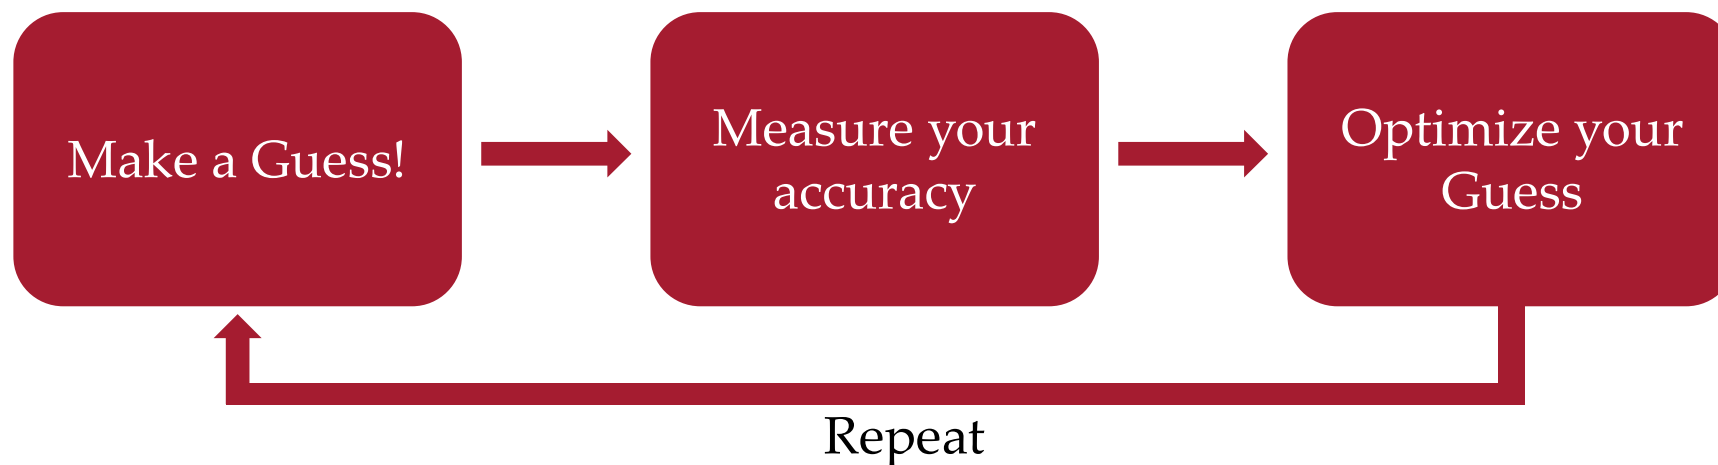 Make a Guess!
Measure your
accuracy
Optimize your
Guess
Repeat